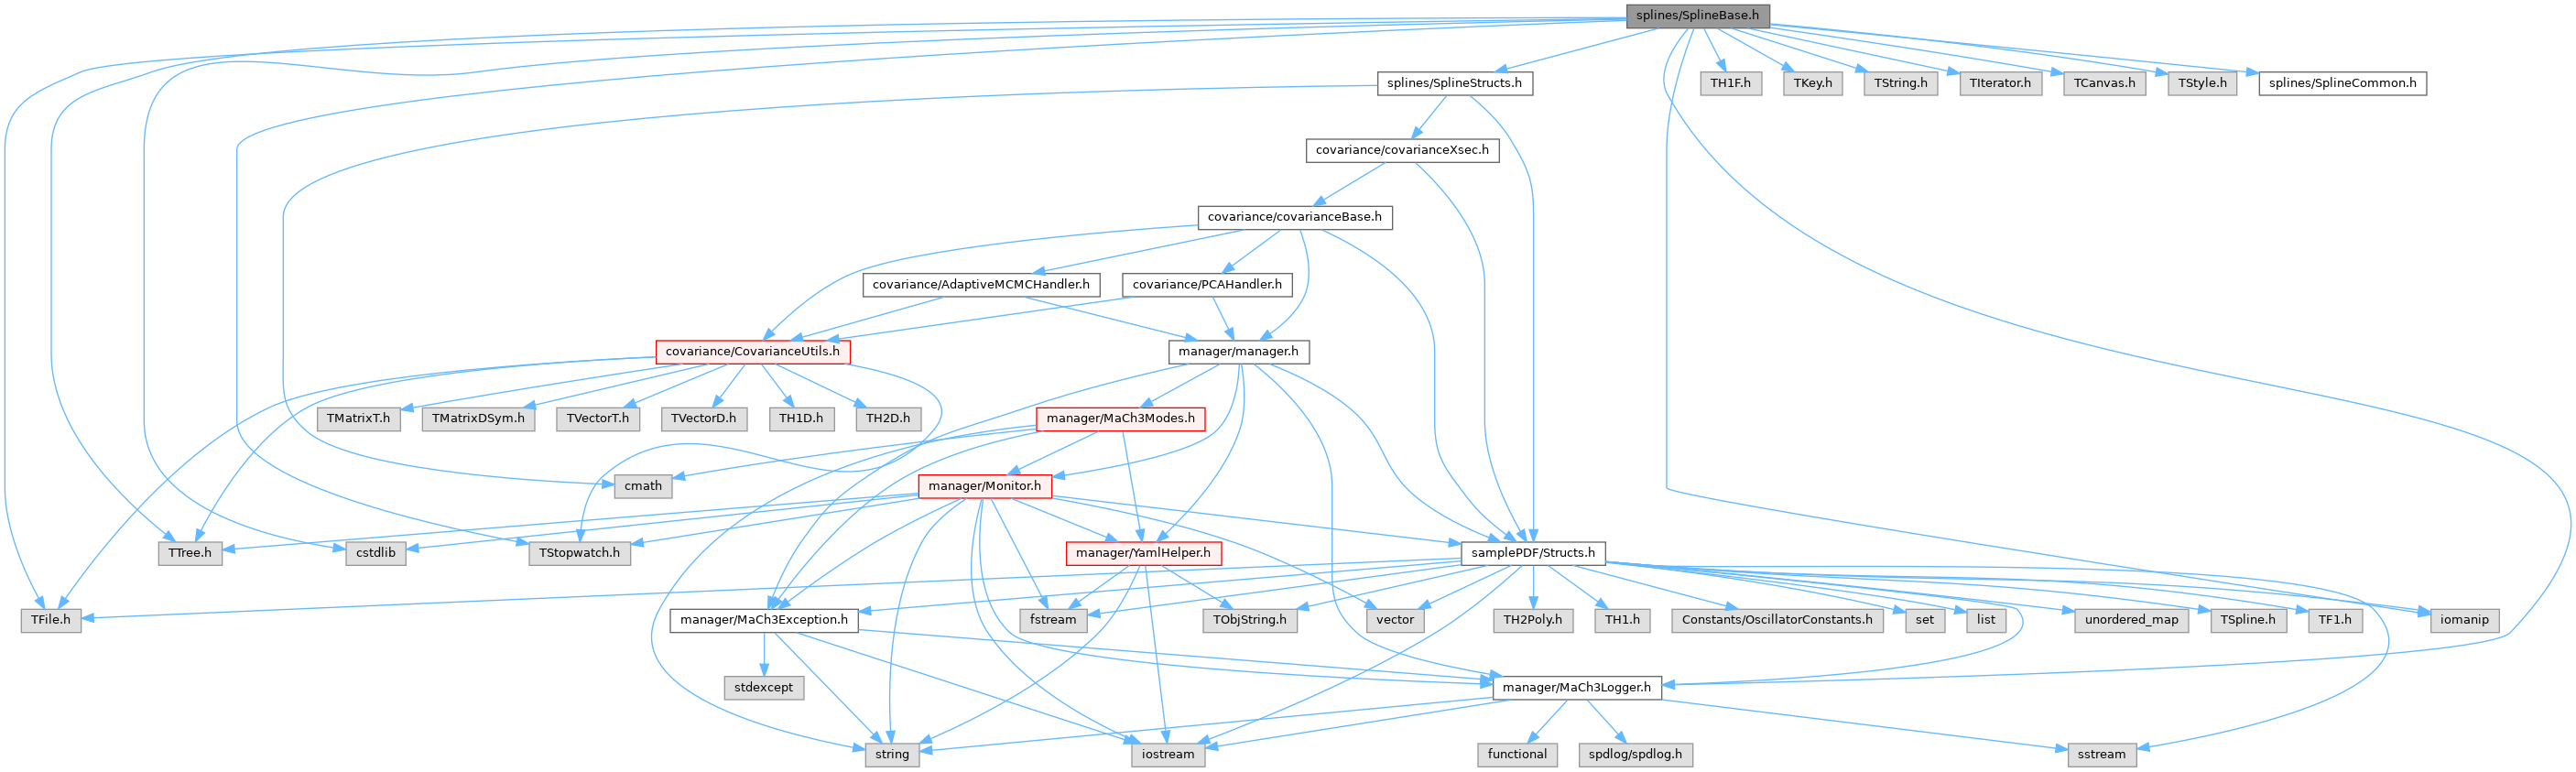 splines/SplineBase.h
splines/SplineStructs.h
TH1F.h
TKey.h
TString.h
TIterator.h
TCanvas.h
TStyle.h
splines/SplineCommon.h
covariance/covarianceXsec.h
covariance/covarianceBase.h
covariance/AdaptiveMCMCHandler.h
covariance/PCAHandler.h
covariance/CovarianceUtils.h
manager/manager.h
TMatrixT.h
TMatrixDSym.h
TVectorT.h
TVectorD.h
TH1D.h
TH2D.h
manager/MaCh3Modes.h
cmath
manager/Monitor.h
TTree.h
cstdlib
TStopwatch.h
manager/YamlHelper.h
samplePDF/Structs.h
TFile.h
manager/MaCh3Exception.h
fstream
TObjString.h
vector
TH2Poly.h
TH1.h
Constants/OscillatorConstants.h
set
list
unordered_map
TSpline.h
TF1.h
iomanip
stdexcept
manager/MaCh3Logger.h
string
iostream
functional
spdlog/spdlog.h
sstream